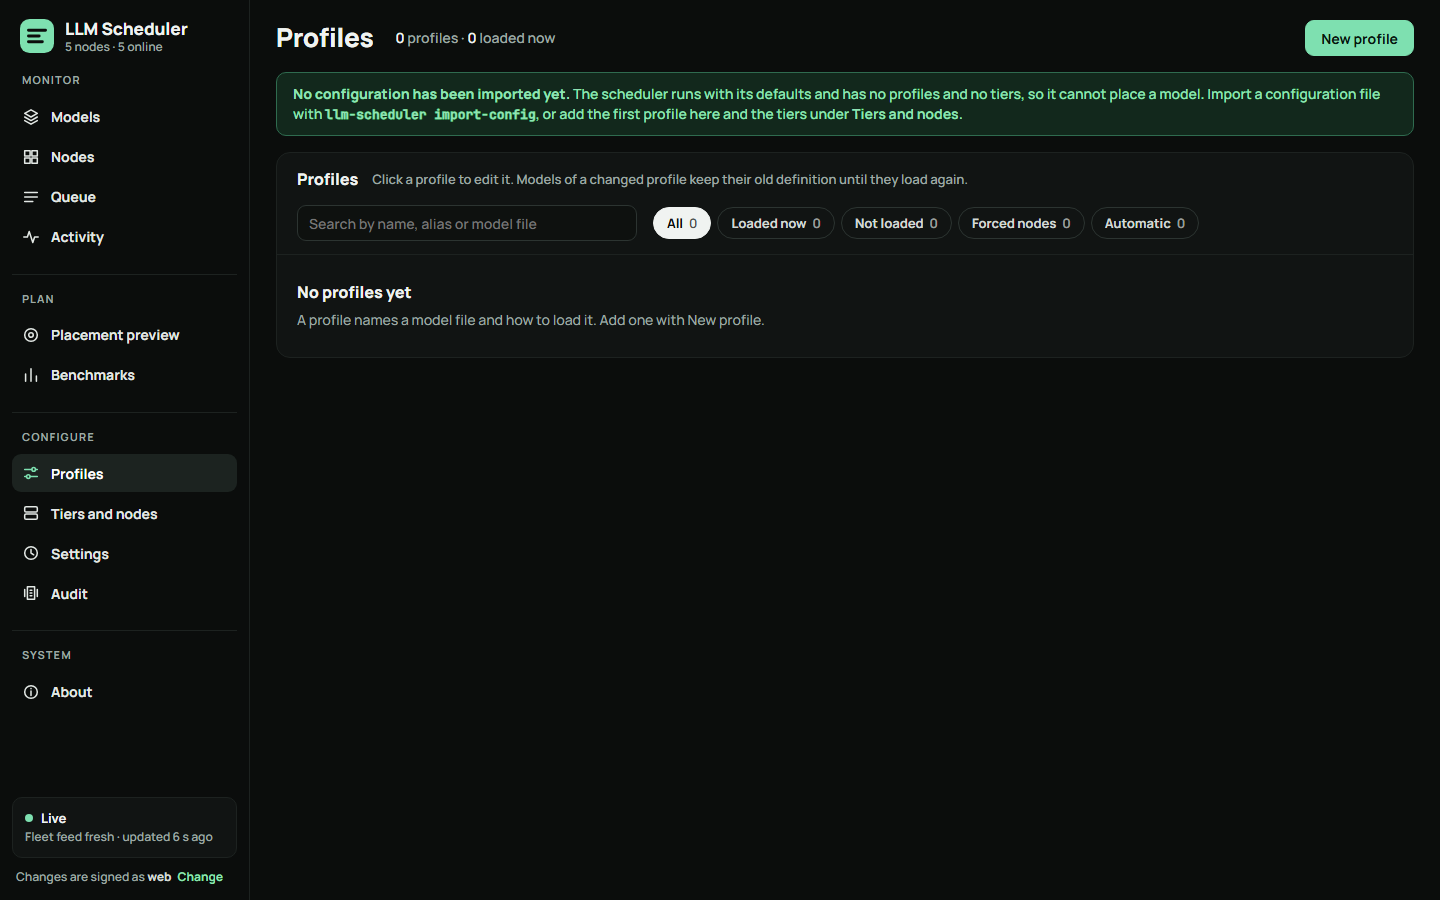 LLM Scheduler
5 nodes · 5 online
MONITOR
Models
Nodes
Queue
Activity
PLAN
Placement preview
Benchmarks
CONFIGURE
Profiles
Tiers and nodes
Settings
Audit
SYSTEM
About
Live
Fleet feed fresh · updated 6 s ago
Changes are signed as web Change
Profiles 0 profiles · 0 loaded now
New profile
No configuration has been imported yet. The scheduler runs with its defaults and has no profiles and no tiers, so it cannot place a model. Import a configuration file
with llm-scheduler import-config, or add the first profile here and the tiers under Tiers and nodes.
Profiles Click a profile to edit it. Models of a changed profile keep their old definition until they load again.
Search by name, alias or model file
All 0 Loaded now 0 Not loaded 0 Forced nodes 0 Automatic 0
No profiles yet
A profile names a model file and how to load it. Add one with New profile.